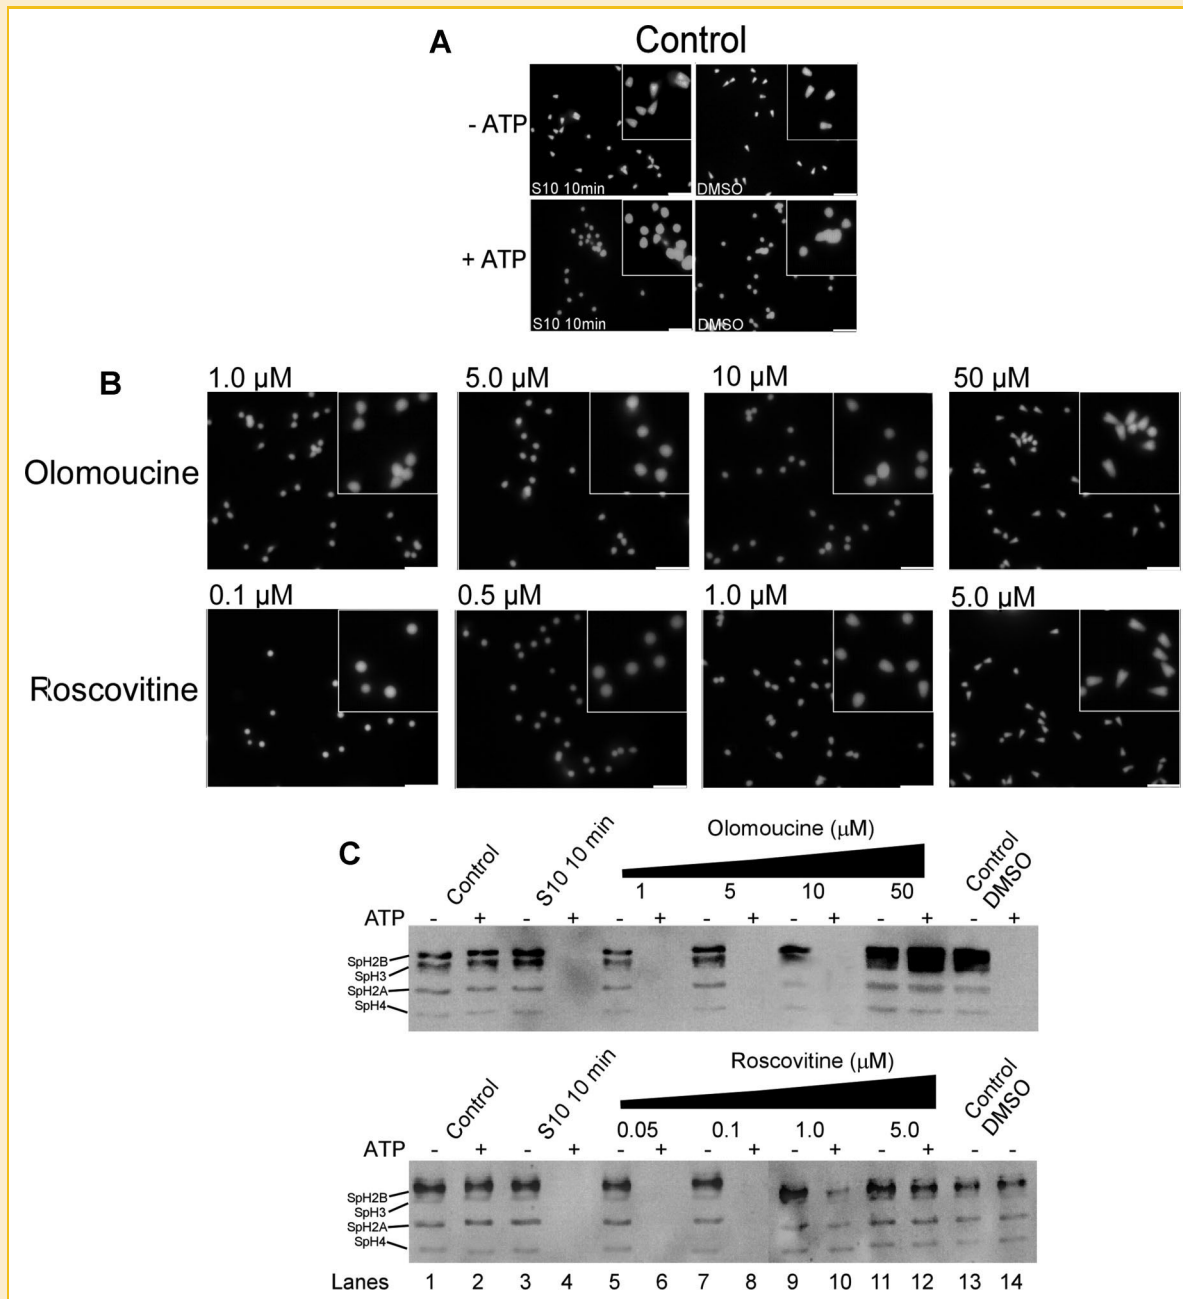 A Control
- ATP
S10 10min DMSO
+ ATP
S10 10min DMSO
B
1.0 µM 5.0 µM 10 µM 50 µM
Olomoucine
0.1 µM 0.5 µM 1.0 µM 5.0 µM
Roscovitine
C
Control S10 10 min Olomoucine (µM) Control DMSO
1 5 10 50
ATP - + - + - + - + - + - + - +
SpH2B
SpH3
SpH2A
SpH4
Control S10 10 min Roscovitine (µM) Control DMSO
0.05 0.1 1.0 5.0
ATP - + - + - + - + - + - + - -
SpH2B
SpH3
SpH2A
SpH4
Lanes 1 2 3 4 5 6 7 8 9 10 11 12 13 14